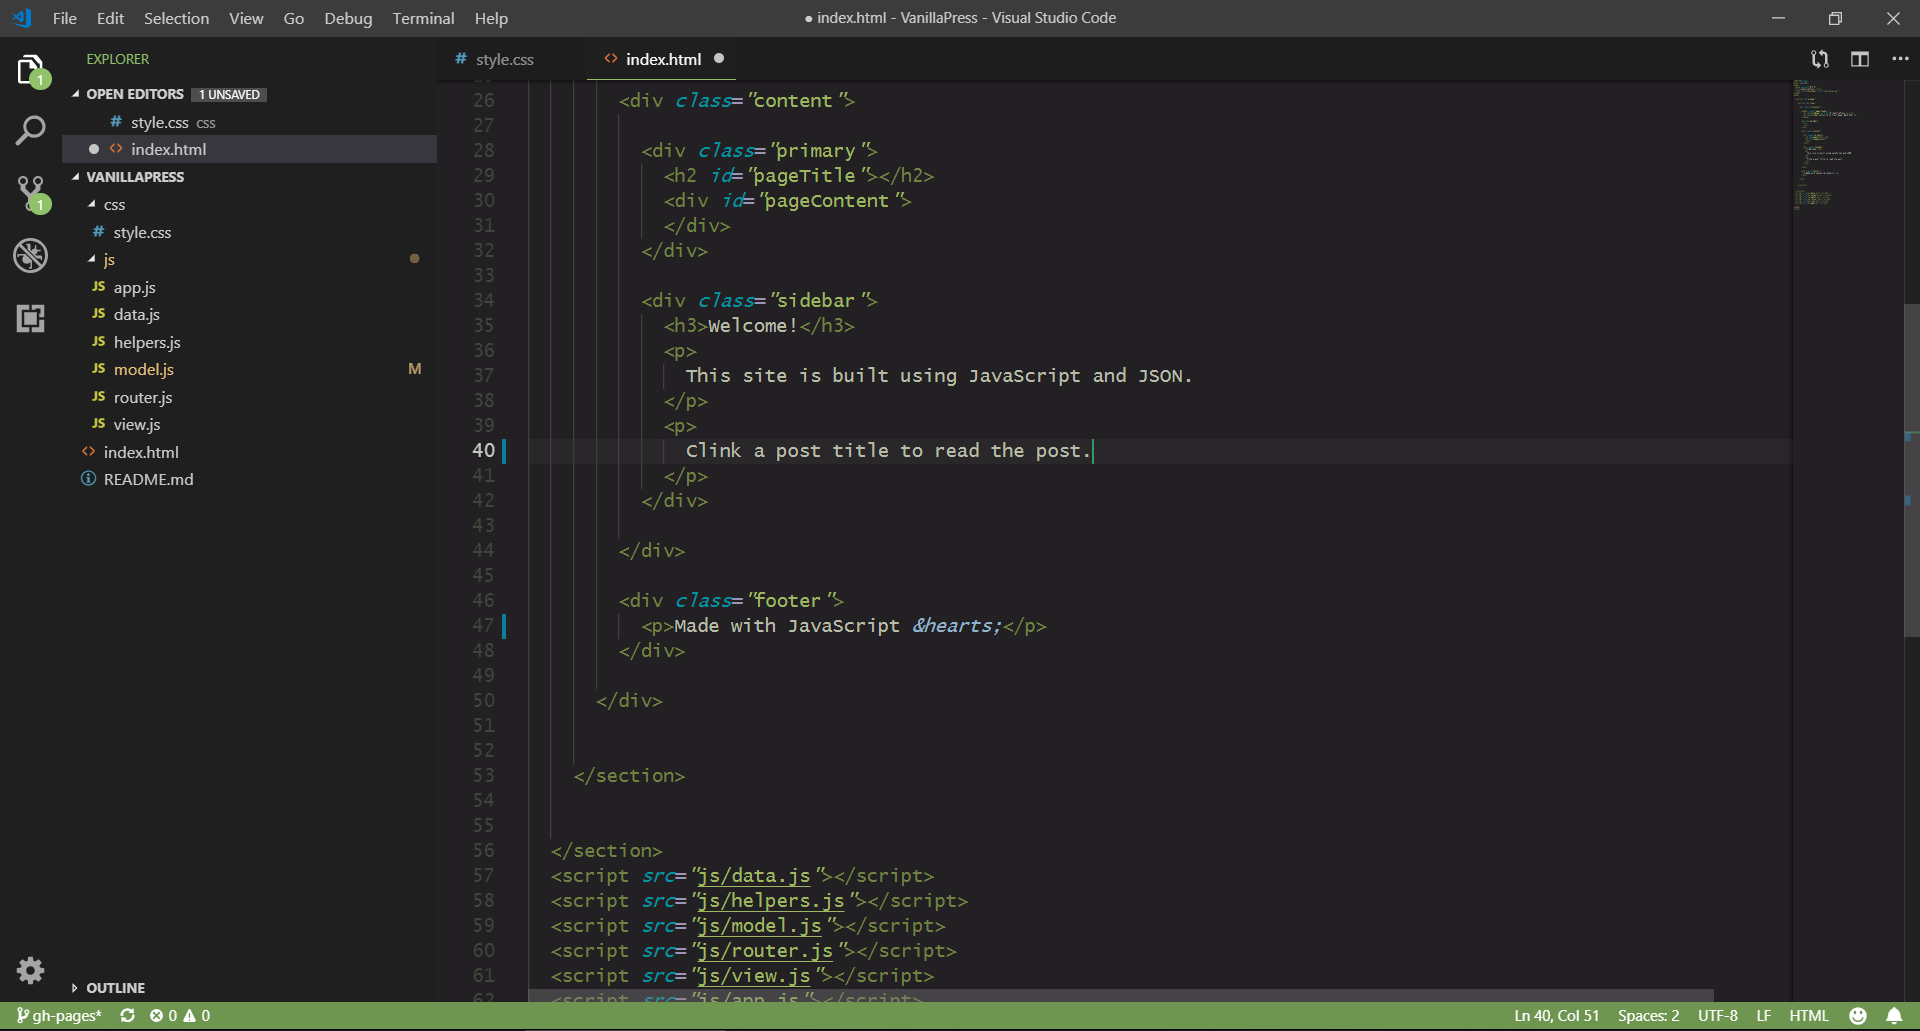 File Edit Selection View Go Debug Terminal Help
● index.html - VanillaPress - Visual Studio Code
EXPLORER
OPEN EDITORS 1 UNSAVED
# style.css css
● <> index.html
VANILLAPRESS
css
# style.css
js
JS app.js
JS data.js
JS helpers.js
JS model.js M
JS router.js
JS view.js
<> index.html
README.md
OUTLINE
1
1
# style.css <> index.html ●
26 <div class="content">
27
28 <div class="primary">
29 <h2 id="pageTitle"></h2>
30 <div id="pageContent">
31 </div>
32 </div>
33
34 <div class="sidebar">
35 <h3>Welcome!</h3>
36 <p>
37 This site is built using JavaScript and JSON.
38 </p>
39 <p>
40 Clink a post title to read the post.
41 </p>
42 </div>
43
44 </div>
45
46 <div class="footer">
47 <p>Made with JavaScript &hearts;</p>
48 </div>
49
50 </div>
51
52
53 </section>
54
55
56 </section>
57 <script src="js/data.js"></script>
58 <script src="js/helpers.js"></script>
59 <script src="js/model.js"></script>
60 <script src="js/router.js"></script>
61 <script src="js/view.js"></script>
62 <script src="js/app.js"></script>
gh-pages* 0 0
Ln 40, Col 51 Spaces: 2 UTF-8 LF HTML